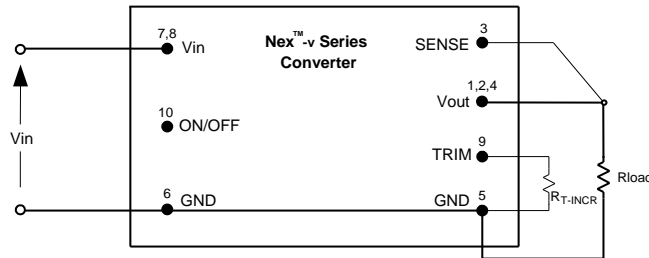 Nex™-v Series
Converter
7,8
Vin
3
SENSE
1,2,4
Vout
10
ON/OFF
Vin
9
TRIM
RT-INCR
Rload
6
GND
5
GND